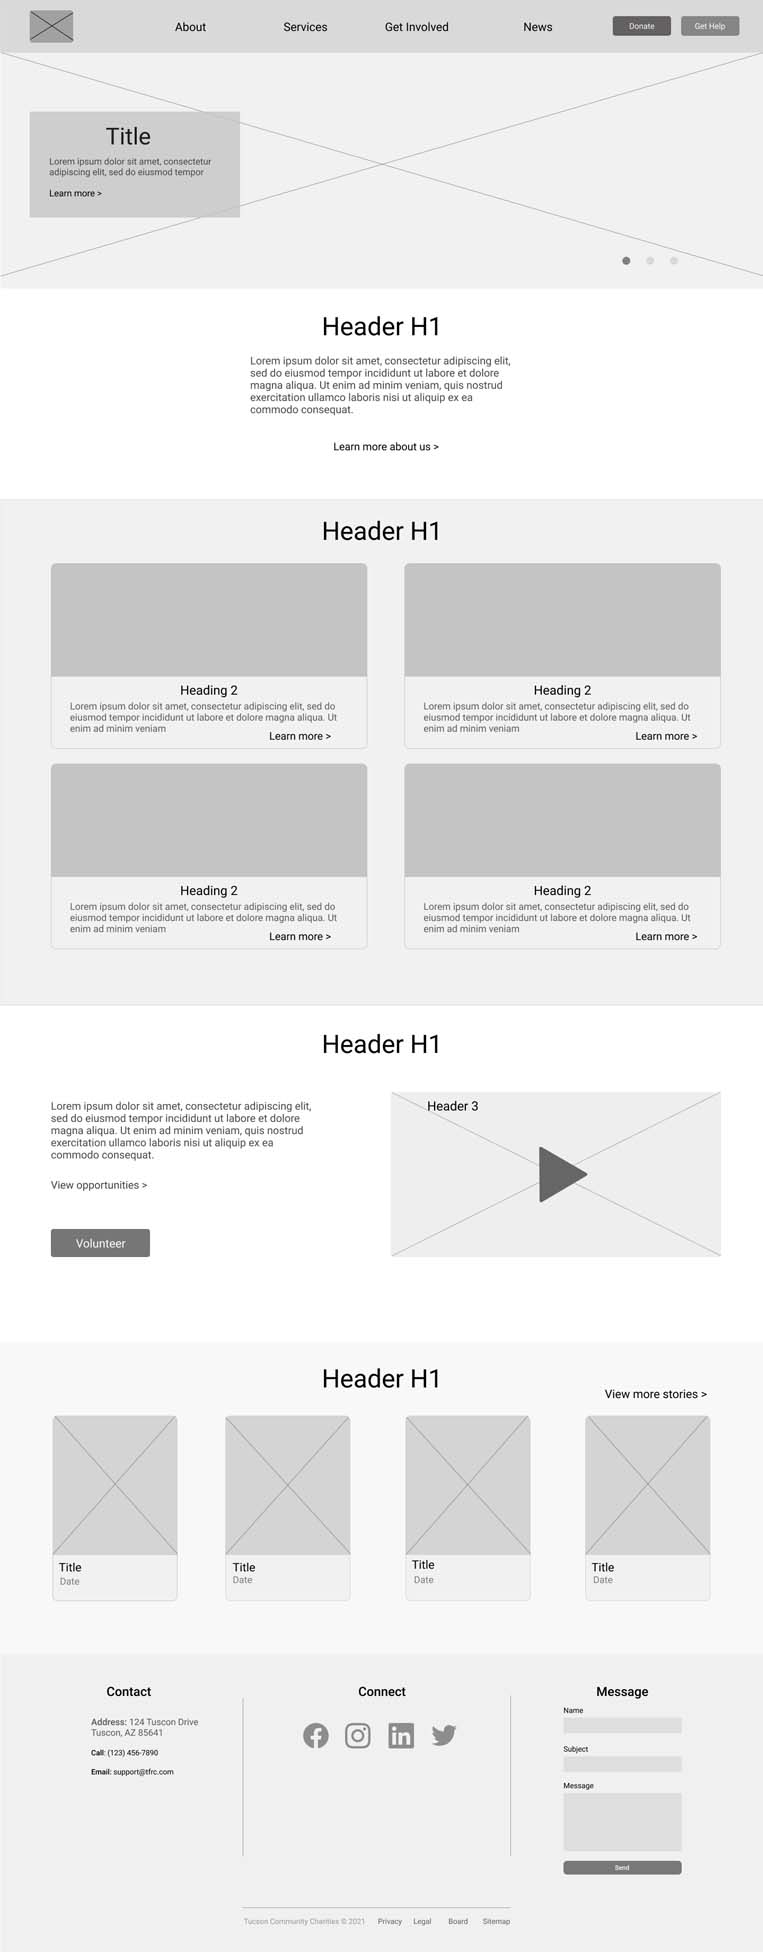 About Services Get Involved News Donate Get Help
Title
Lorem ipsum dolor sit amet, consectetur
adipiscing elit, sed do eiusmod tempor
Learn more >
Header H1
Lorem ipsum dolor sit amet, consectetur adipiscing elit,
sed do eiusmod tempor incididunt ut labore et dolore
magna aliqua. Ut enim ad minim veniam, quis nostrud
exercitation ullamco laboris nisi ut aliquip ex ea
commodo consequat.
Learn more about us >
Header H1
Heading 2
Lorem ipsum dolor sit amet, consectetur adipiscing elit, sed do
eiusmod tempor incididunt ut labore et dolore magna aliqua. Ut
enim ad minim veniam
Learn more >
Heading 2
Lorem ipsum dolor sit amet, consectetur adipiscing elit, sed do
eiusmod tempor incididunt ut labore et dolore magna aliqua. Ut
enim ad minim veniam
Learn more >
Heading 2
Lorem ipsum dolor sit amet, consectetur adipiscing elit, sed do
eiusmod tempor incididunt ut labore et dolore magna aliqua. Ut
enim ad minim veniam
Learn more >
Heading 2
Lorem ipsum dolor sit amet, consectetur adipiscing elit, sed do
eiusmod tempor incididunt ut labore et dolore magna aliqua. Ut
enim ad minim veniam
Learn more >
Header H1
Lorem ipsum dolor sit amet, consectetur adipiscing elit,
sed do eiusmod tempor incididunt ut labore et dolore
magna aliqua. Ut enim ad minim veniam, quis nostrud
exercitation ullamco laboris nisi ut aliquip ex ea
commodo consequat.
View opportunities >
Volunteer
Header 3
Header H1
View more stories >
Title
Date
Title
Date
Title
Date
Title
Date
Contact
Address: 124 Tuscon Drive
Tuscon, AZ 85641
Call: (123) 456-7890
Email: support@tfrc.com
Connect
in
Message
Name
Subject
Message
Send
Tucson Community Charities © 2021 Privacy Legal Board Sitemap